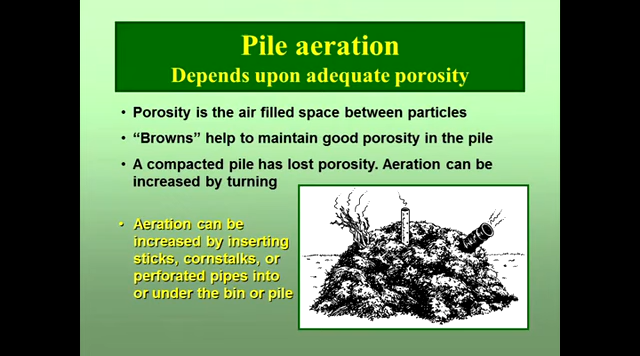 Pile aeration
Depends upon adequate porosity
• Porosity is the air filled space between particles
• “Browns” help to maintain good porosity in the pile
• A compacted pile has lost porosity. Aeration can be
increased by turning
• Aeration can be
increased by inserting
sticks, cornstalks, or
perforated pipes into
or under the bin or pile